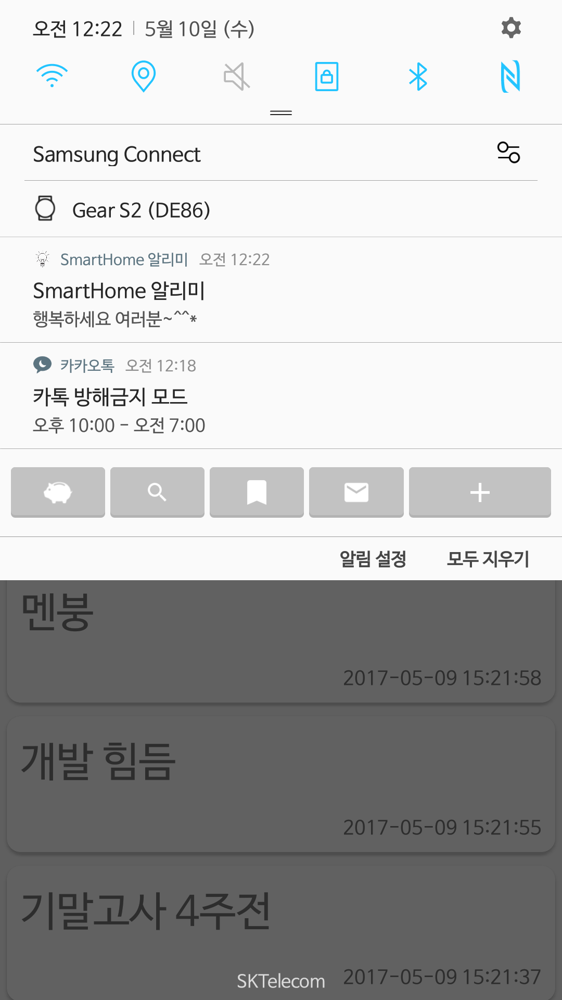 오전 12:22 | 5월 10일 (수)
Samsung Connect
Gear S2 (DE86)
SmartHome 알리미 오전 12:22
SmartHome 알리미
행복하세요 여러분~^^*
카카오톡 오전 12:18
카톡 방해금지 모드
오후 10:00 - 오전 7:00
알림 설정 모두 지우기
멘붕
2017-05-09 15:21:58
개발 힘듬
2017-05-09 15:21:55
기말고사 4주전
2017-05-09 15:21:37
SKTelecom